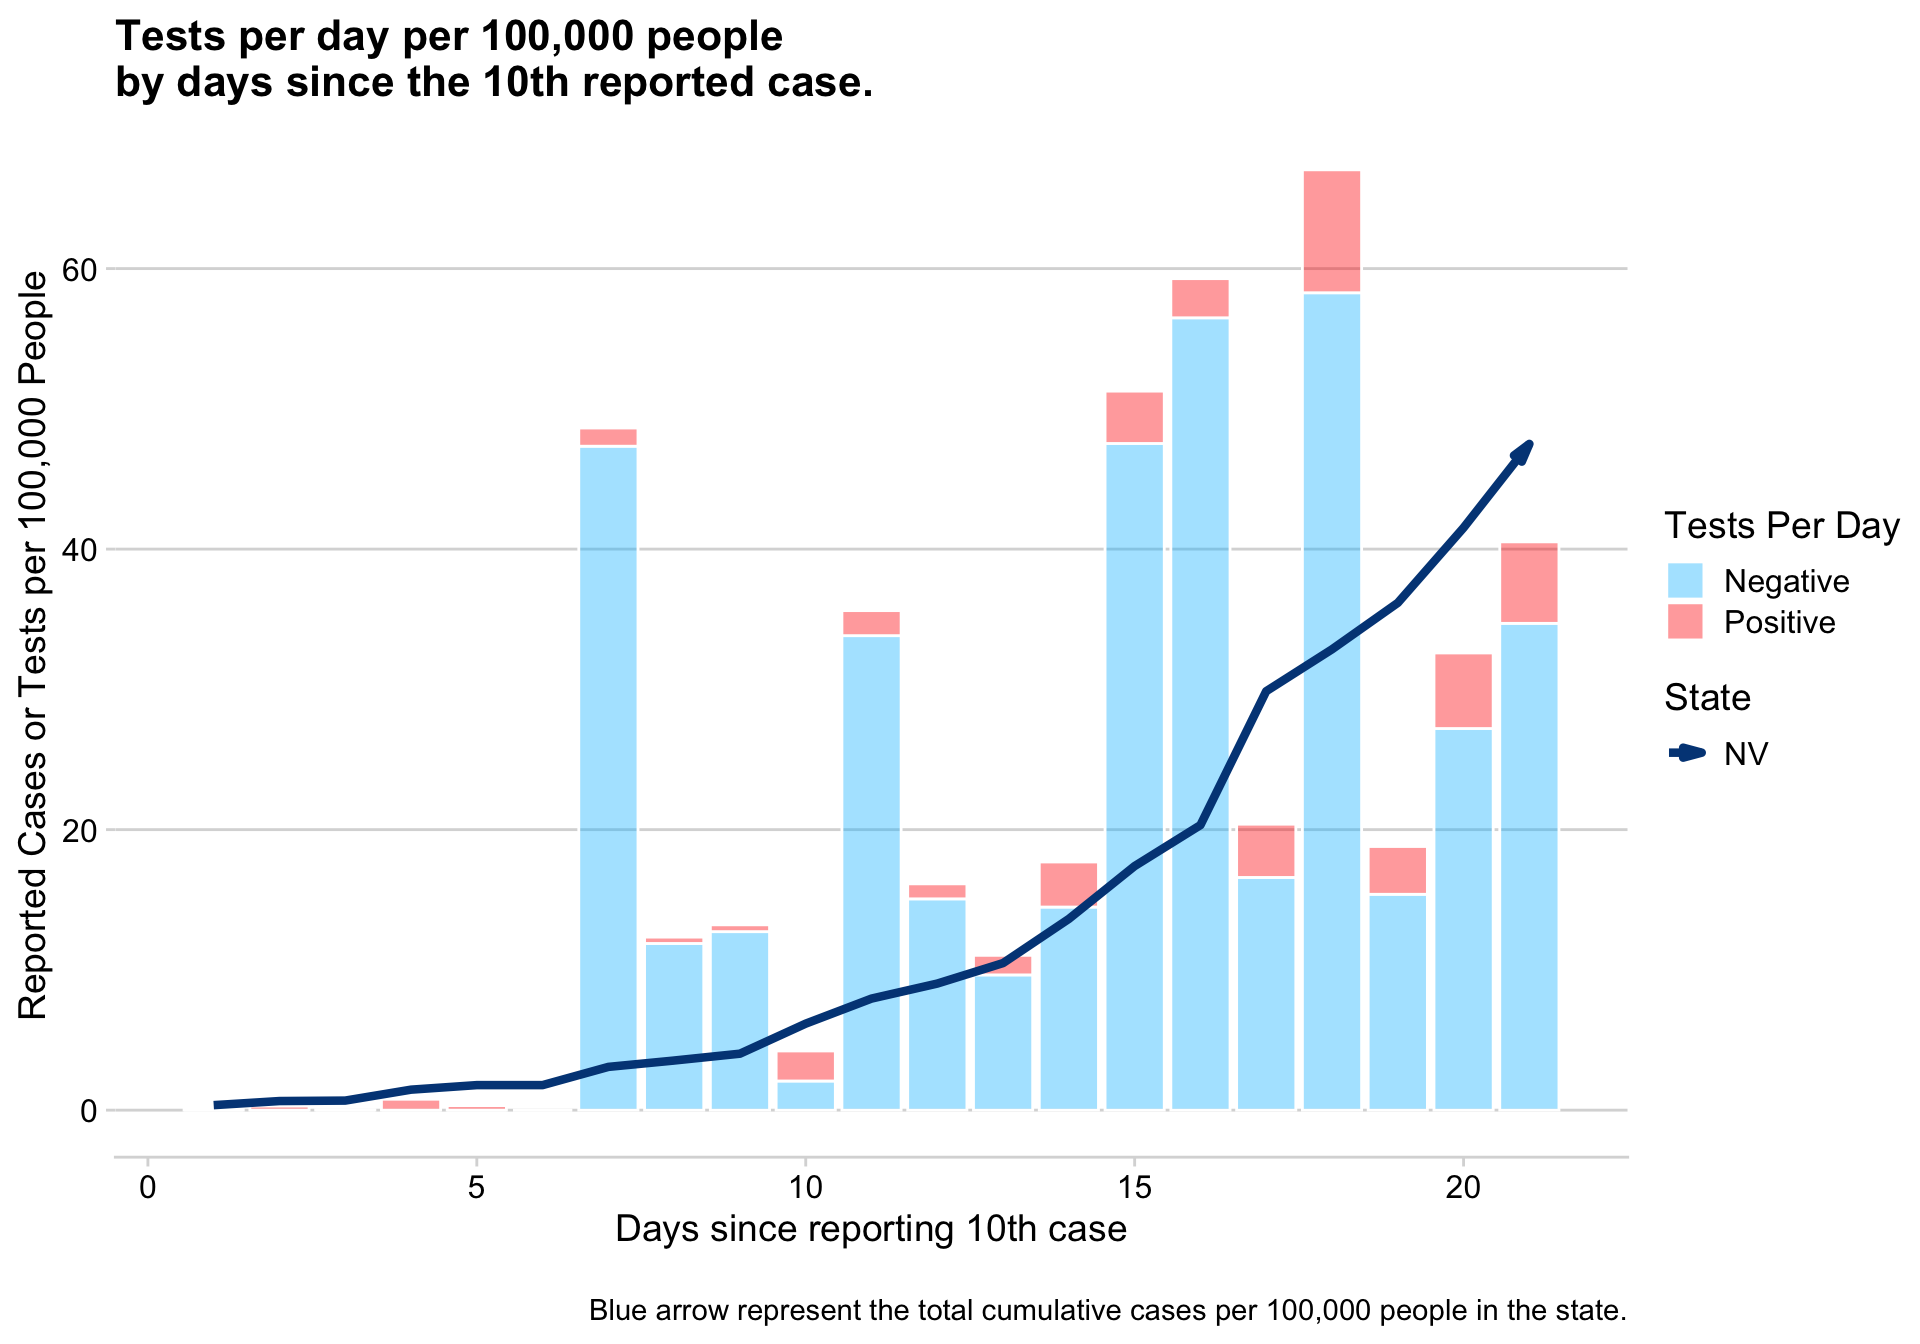 Tests per day per 100,000 people
by days since the 10th reported case.
Reported Cases or Tests per 100,000 People
60
40
20
0
0
5
10
15
20
Days since reporting 10th case
Tests Per Day
Negative
Positive
State
NV
Blue arrow represent the total cumulative cases per 100,000 people in the state.